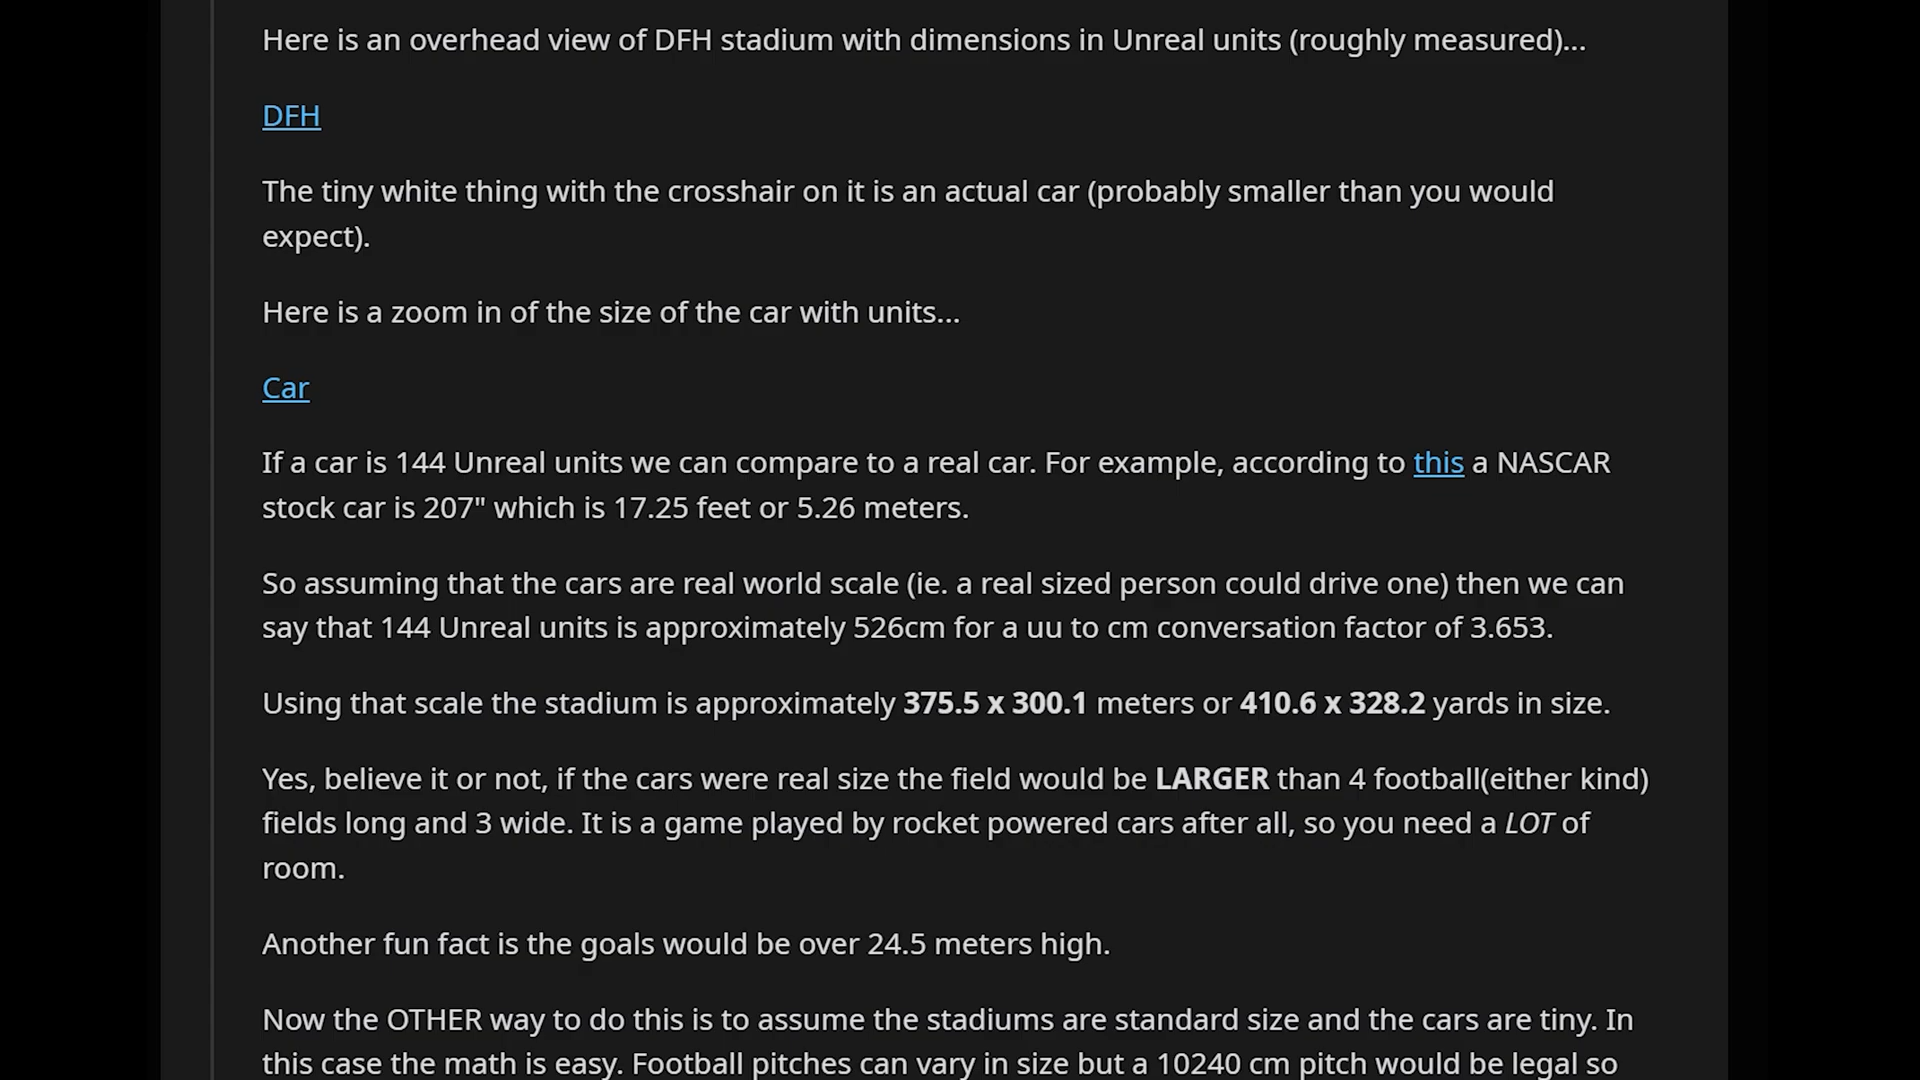 Here is an overhead view of DFH stadium with dimensions in Unreal units (roughly measured)...
DFH
The tiny white thing with the crosshair on it is an actual car (probably smaller than you would
expect).
Here is a zoom in of the size of the car with units...
Car
If a car is 144 Unreal units we can compare to a real car. For example, according to this a NASCAR
stock car is 207" which is 17.25 feet or 5.26 meters.
So assuming that the cars are real world scale (ie. a real sized person could drive one) then we can
say that 144 Unreal units is approximately 526cm for a uu to cm conversation factor of 3.653.
Using that scale the stadium is approximately 375.5 x 300.1 meters or 410.6 x 328.2 yards in size.
Yes, believe it or not, if the cars were real size the field would be LARGER than 4 football(either kind)
fields long and 3 wide. It is a game played by rocket powered cars after all, so you need a LOT of
room.
Another fun fact is the goals would be over 24.5 meters high.
Now the OTHER way to do this is to assume the stadiums are standard size and the cars are tiny. In
this case the math is easy. Football pitches can vary in size but a 10240 cm pitch would be legal so